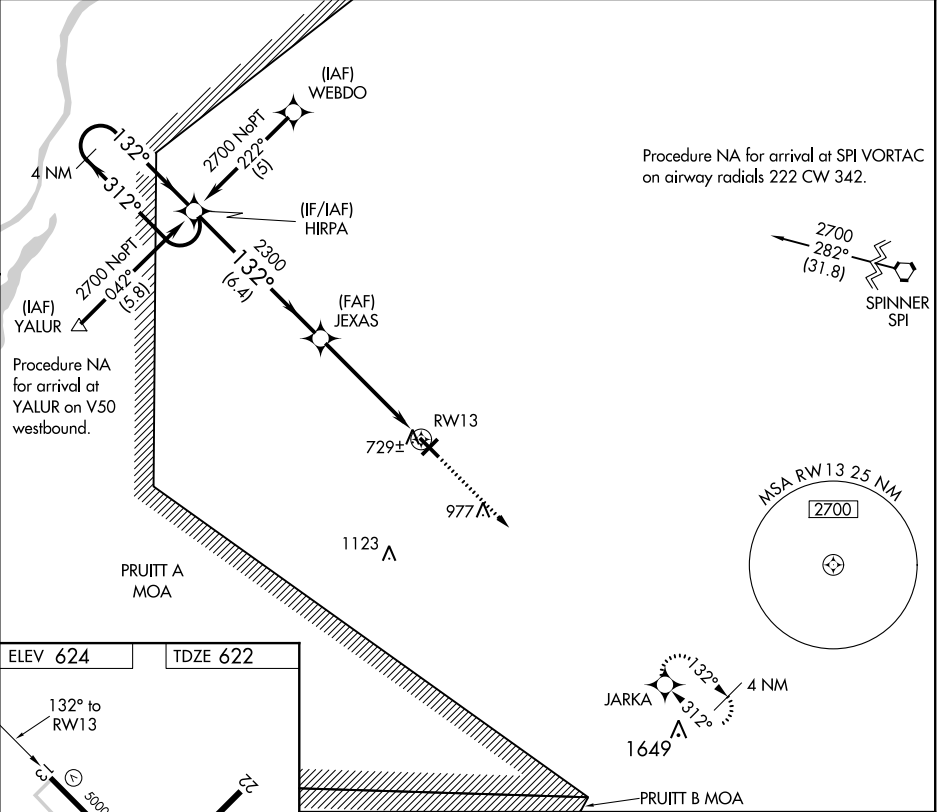 (IAF)
WEBDO
2700 NoPT
222°
(5)
132°
4 NM
312°
(IF/IAF)
HIRPA
2700 NoPT
042°
(5.8)
(IAF)
YALUR
Procedure NA
for arrival at
YALUR on V50
westbound.
2300
132°
(6.4)
(FAF)
JEXAS
Procedure NA for arrival at SPI VORTAC
on airway radials 222 CW 342.
2700
282°
(31.8)
SPINNER
SPI
RW13
729±
977
1123
MSA RW13 25 NM
2700
PRUITT A
MOA
132°
4 NM
JARKA
312°
1649
PRUITT B MOA
ELEV 624
TDZE 622
132° to
RW13
13
V
5000
22